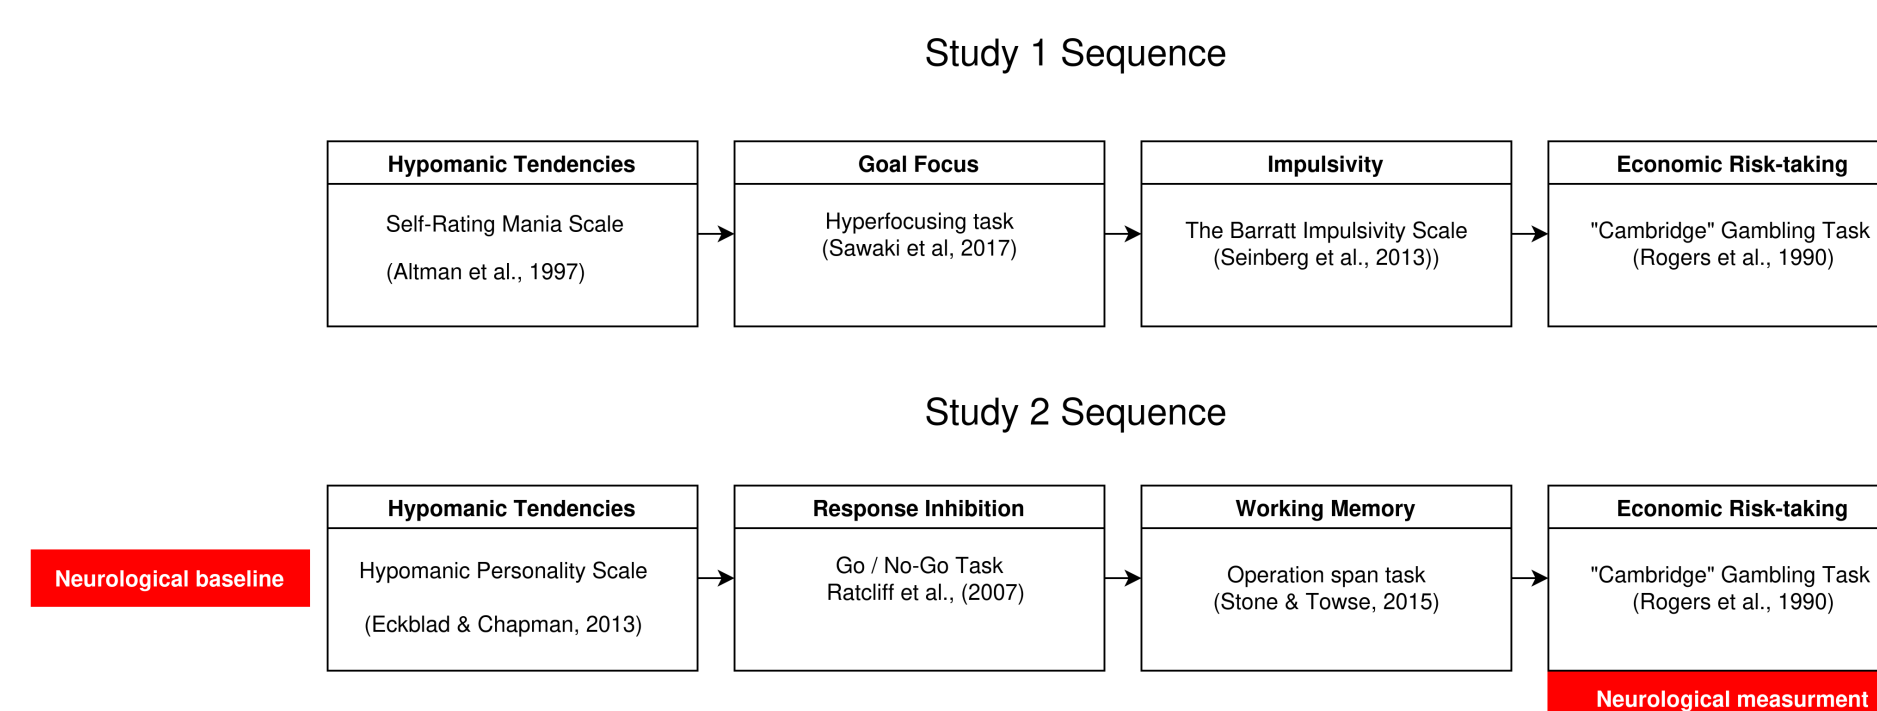 Study 1 Sequence
Hypomanic Tendencies
Self-Rating Mania Scale
(Altman et al., 1997)
Goal Focus
Hyperfocusing task
(Sawaki et al, 2017)
Impulsivity
The Barratt Impulsivity Scale
(Seinberg et al., 2013))
Economic Risk-taking
"Cambridge" Gambling Task
(Rogers et al., 1990)
Study 2 Sequence
Neurological baseline
Hypomanic Tendencies
Hypomanic Personality Scale
(Eckblad & Chapman, 2013)
Response Inhibition
Go / No-Go Task
Ratcliff et al., (2007)
Working Memory
Operation span task
(Stone & Towse, 2015)
Economic Risk-taking
"Cambridge" Gambling Task
(Rogers et al., 1990)
Neurological measurment